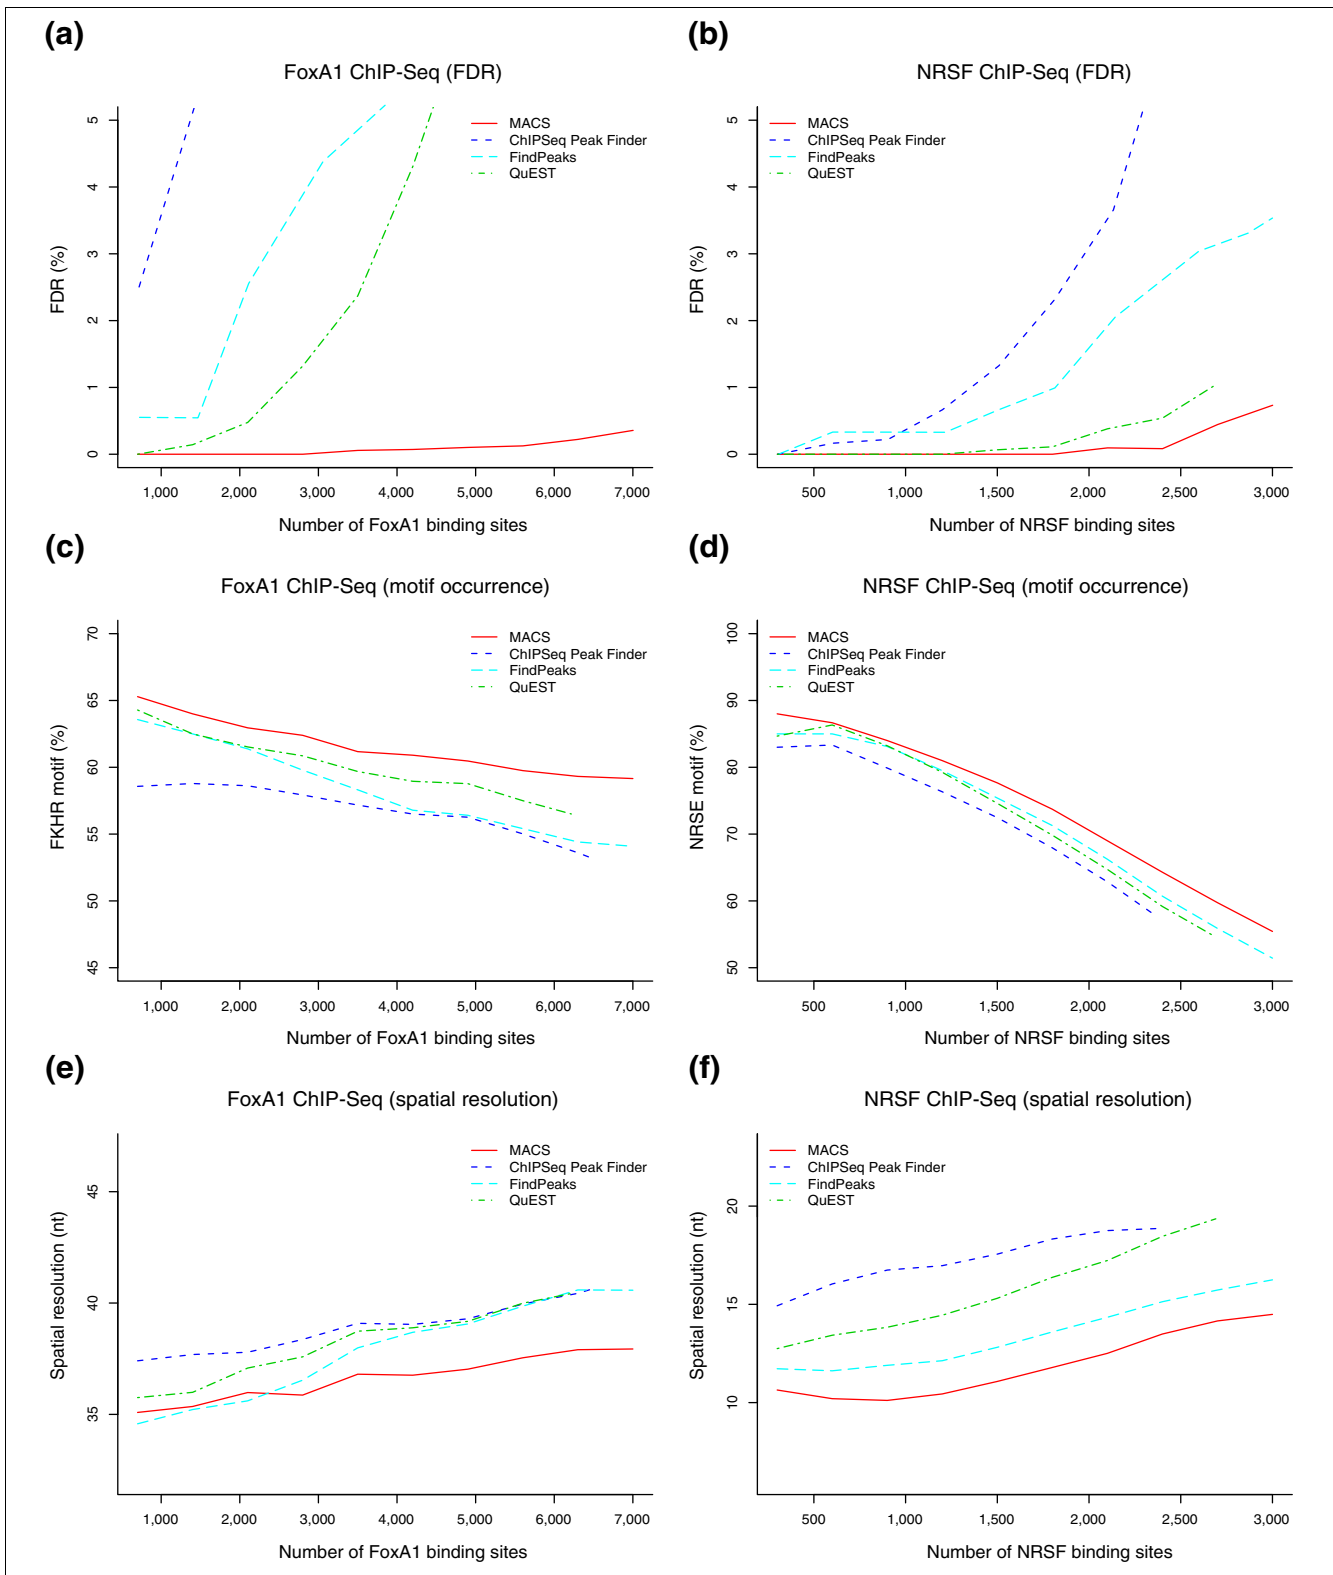 (a)
FoxA1 ChIP-Seq (FDR)
MACS
ChIPSeq Peak Finder
FindPeaks
QuEST
FDR (%)
5
4
3
2
1
0
1,000 2,000 3,000 4,000 5,000 6,000 7,000
Number of FoxA1 binding sites
(b)
NRSF ChIP-Seq (FDR)
MACS
ChIPSeq Peak Finder
FindPeaks
QuEST
FDR (%)
5
4
3
2
1
0
500 1,000 1,500 2,000 2,500 3,000
Number of NRSF binding sites
(c)
FoxA1 ChIP-Seq (motif occurrence)
MACS
ChIPSeq Peak Finder
FindPeaks
QuEST
FKHR motif (%)
70
65
60
55
50
45
1,000 2,000 3,000 4,000 5,000 6,000 7,000
Number of FoxA1 binding sites
(d)
NRSF ChIP-Seq (motif occurrence)
MACS
ChIPSeq Peak Finder
FindPeaks
QuEST
NRSE motif (%)
100
90
80
70
60
50
500 1,000 1,500 2,000 2,500 3,000
Number of NRSF binding sites
(e)
FoxA1 ChIP-Seq (spatial resolution)
MACS
ChIPSeq Peak Finder
FindPeaks
QuEST
Spatial resolution (nt)
45
40
35
1,000 2,000 3,000 4,000 5,000 6,000 7,000
Number of FoxA1 binding sites
(f)
NRSF ChIP-Seq (spatial resolution)
MACS
ChIPSeq Peak Finder
FindPeaks
QuEST
Spatial resolution (nt)
20
15
10
500 1,000 1,500 2,000 2,500 3,000
Number of NRSF binding sites